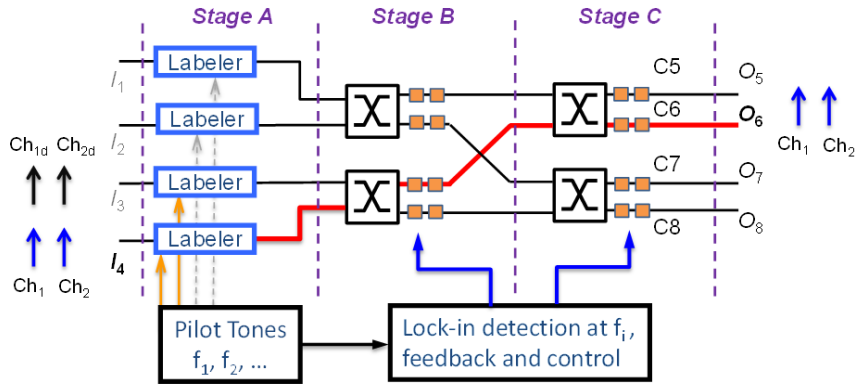 Stage A Stage B Stage C
Labeler
I1
Labeler
I2
Labeler
I3
Labeler
I4
Ch1d Ch2d
Ch1 Ch2
C5
O5
C6
O6
C7
O7
C8
O8
Ch1 Ch2
Pilot Tones
f1, f2, ...
Lock-in detection at fi,
feedback and control